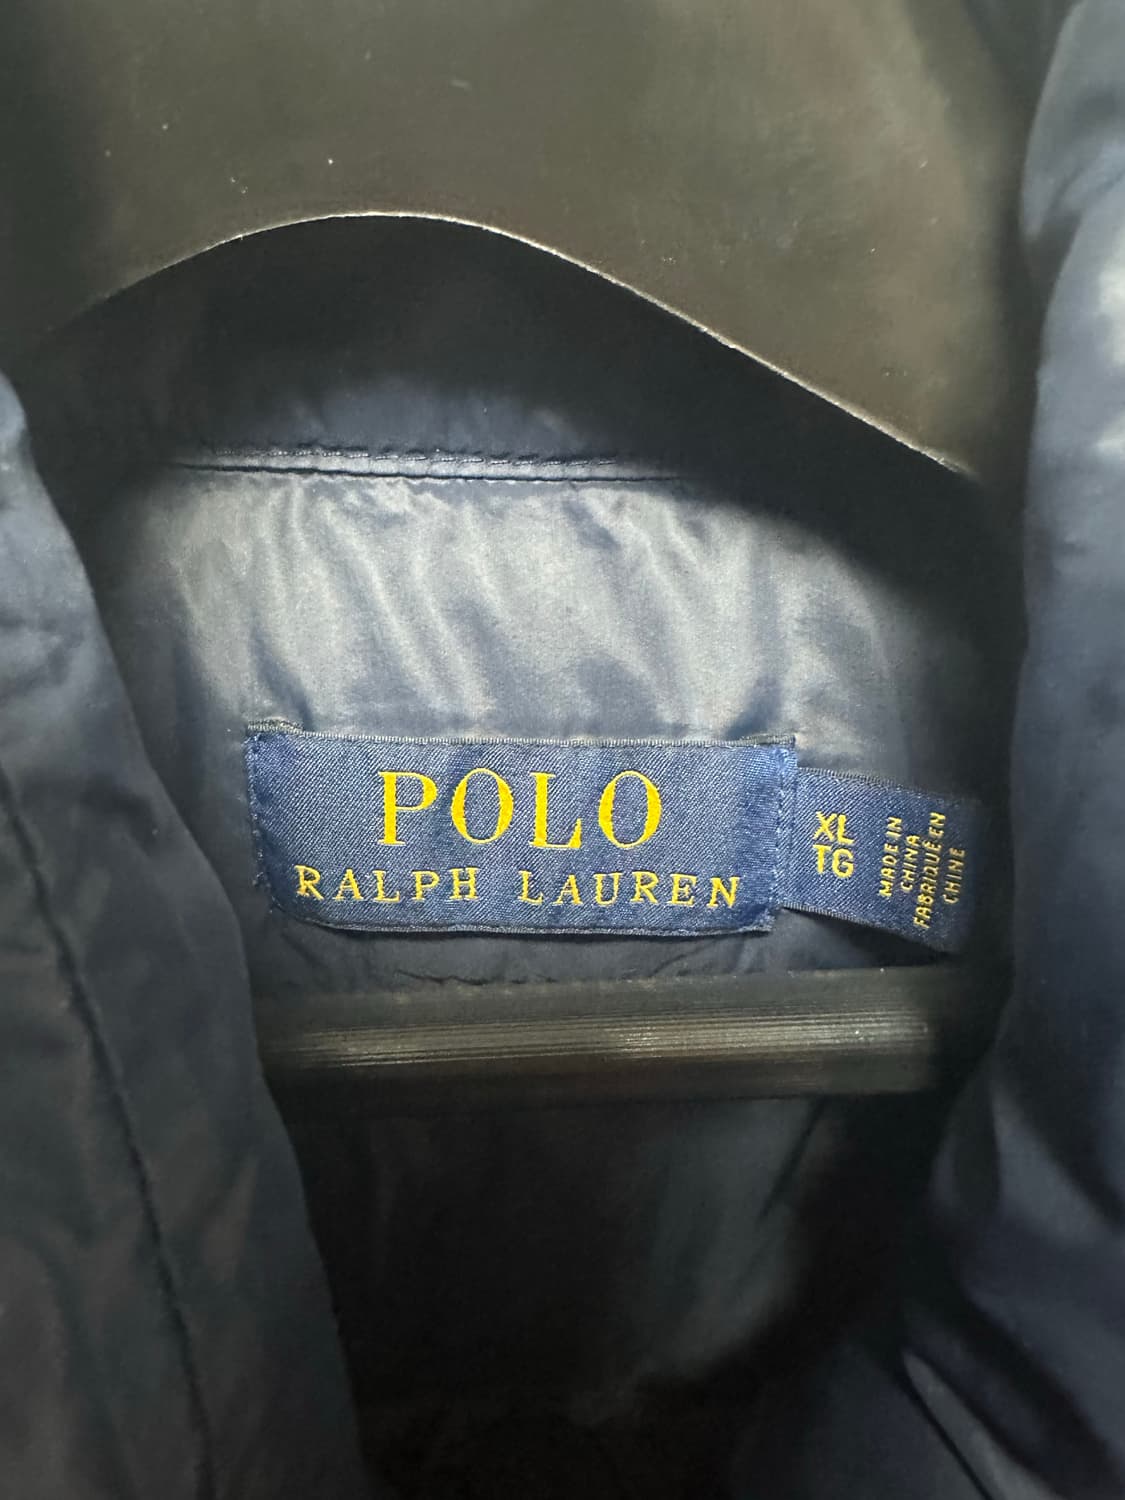 POLO
RALPH LAUREN
XL
TG
MADE IN
CHINA
FABRIQUÉ EN
CHINE